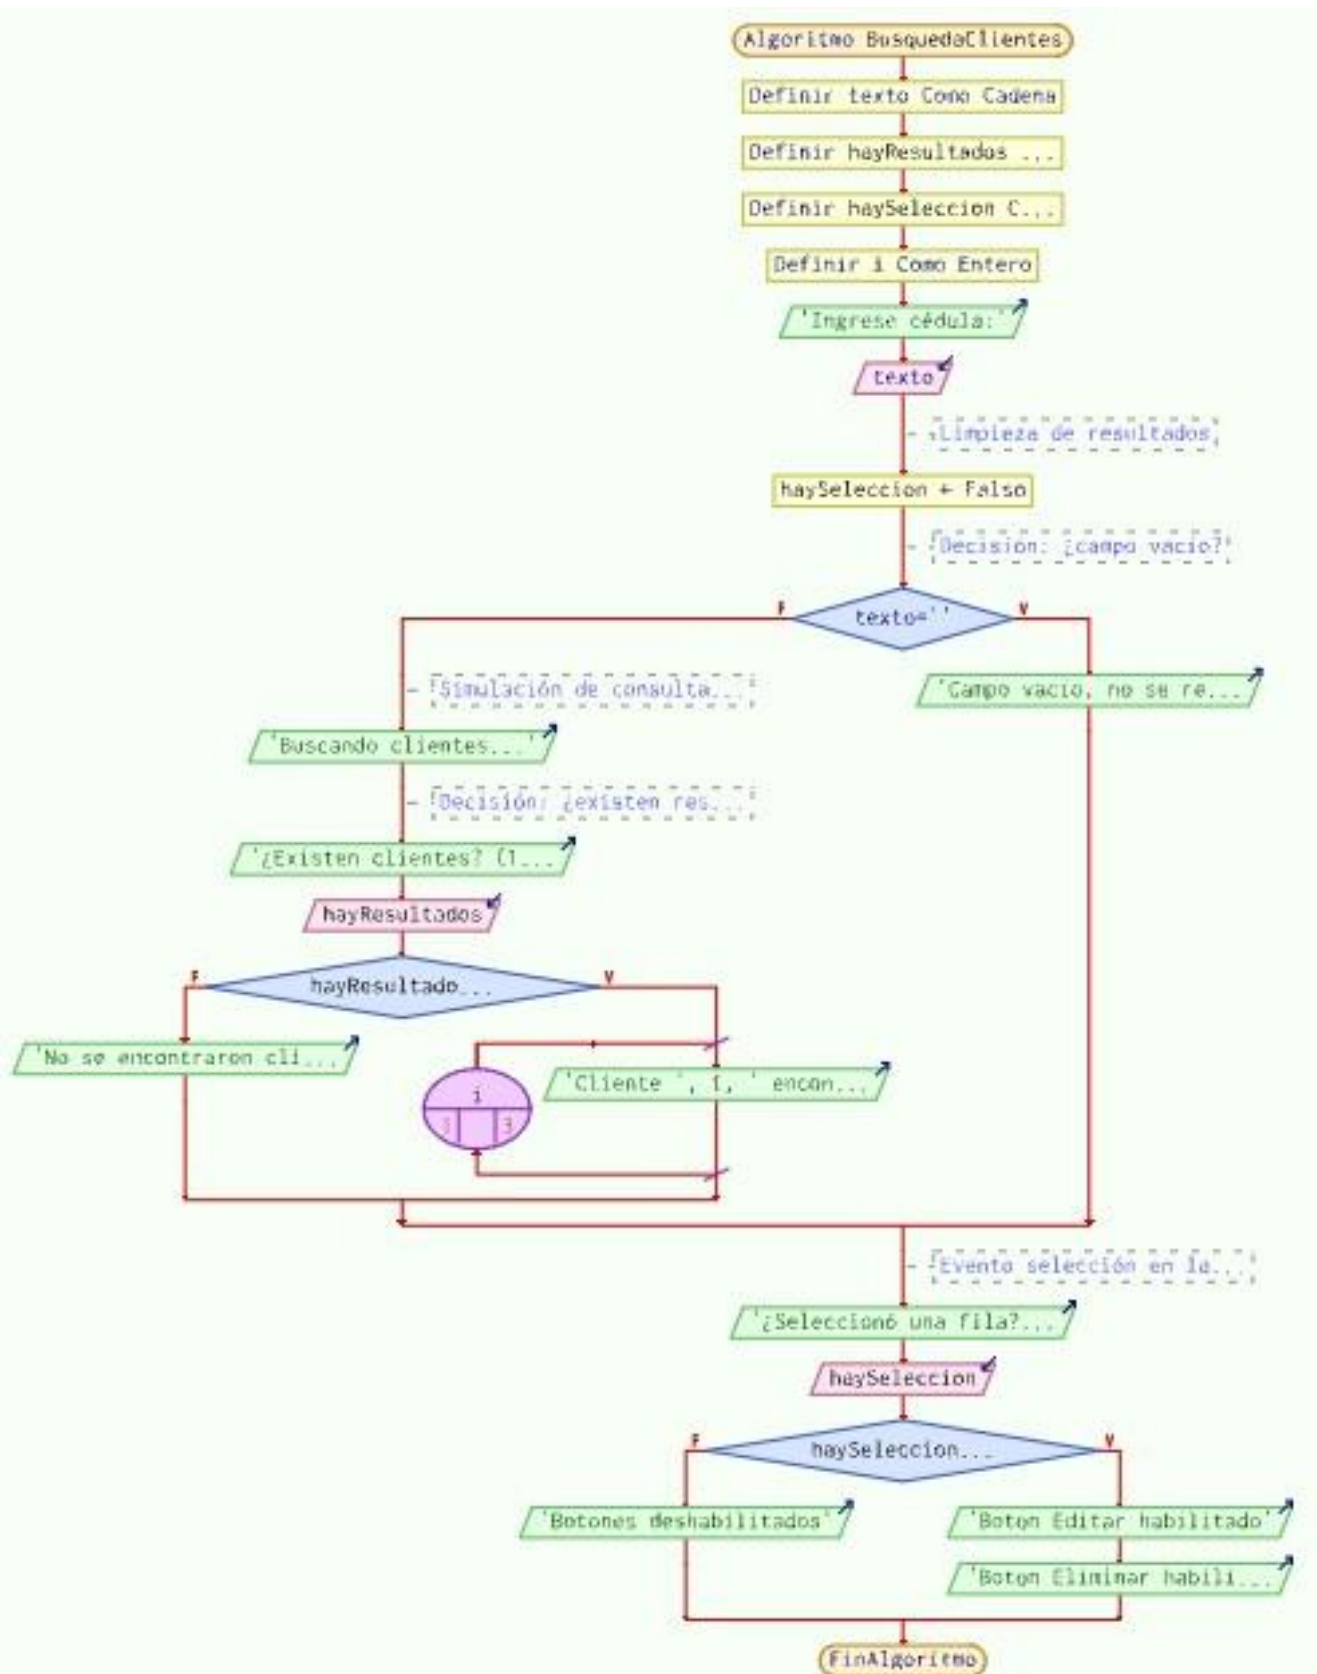 Algoritmo BusquedaClientes
Definir texto Como Cadena
Definir hayResultados ...
Definir haySeleccion C...
Definir i Como Entero
'Ingrese cédula:'
texto
Limpieza de resultados
haySeleccion ← Falso
Decisión: ¿campo vacío?
F
texto=''
V
Simulación de consulta...
'Campo vacío, no se re...
'Buscando clientes...'
Decisión: ¿existen res...
'¿Existen clientes? (1...
hayResultados
F
hayResultado...
V
'No se encontraron cli...
i
1
3
'Cliente ', i, ' encon...
Evento selección en la...
'¿Seleccionó una fila?...
haySeleccion
F
haySeleccion...
V
'Botones deshabilitados'
'Boton Editar habilitado'
'Boton Eliminar habili...
FinAlgoritmo